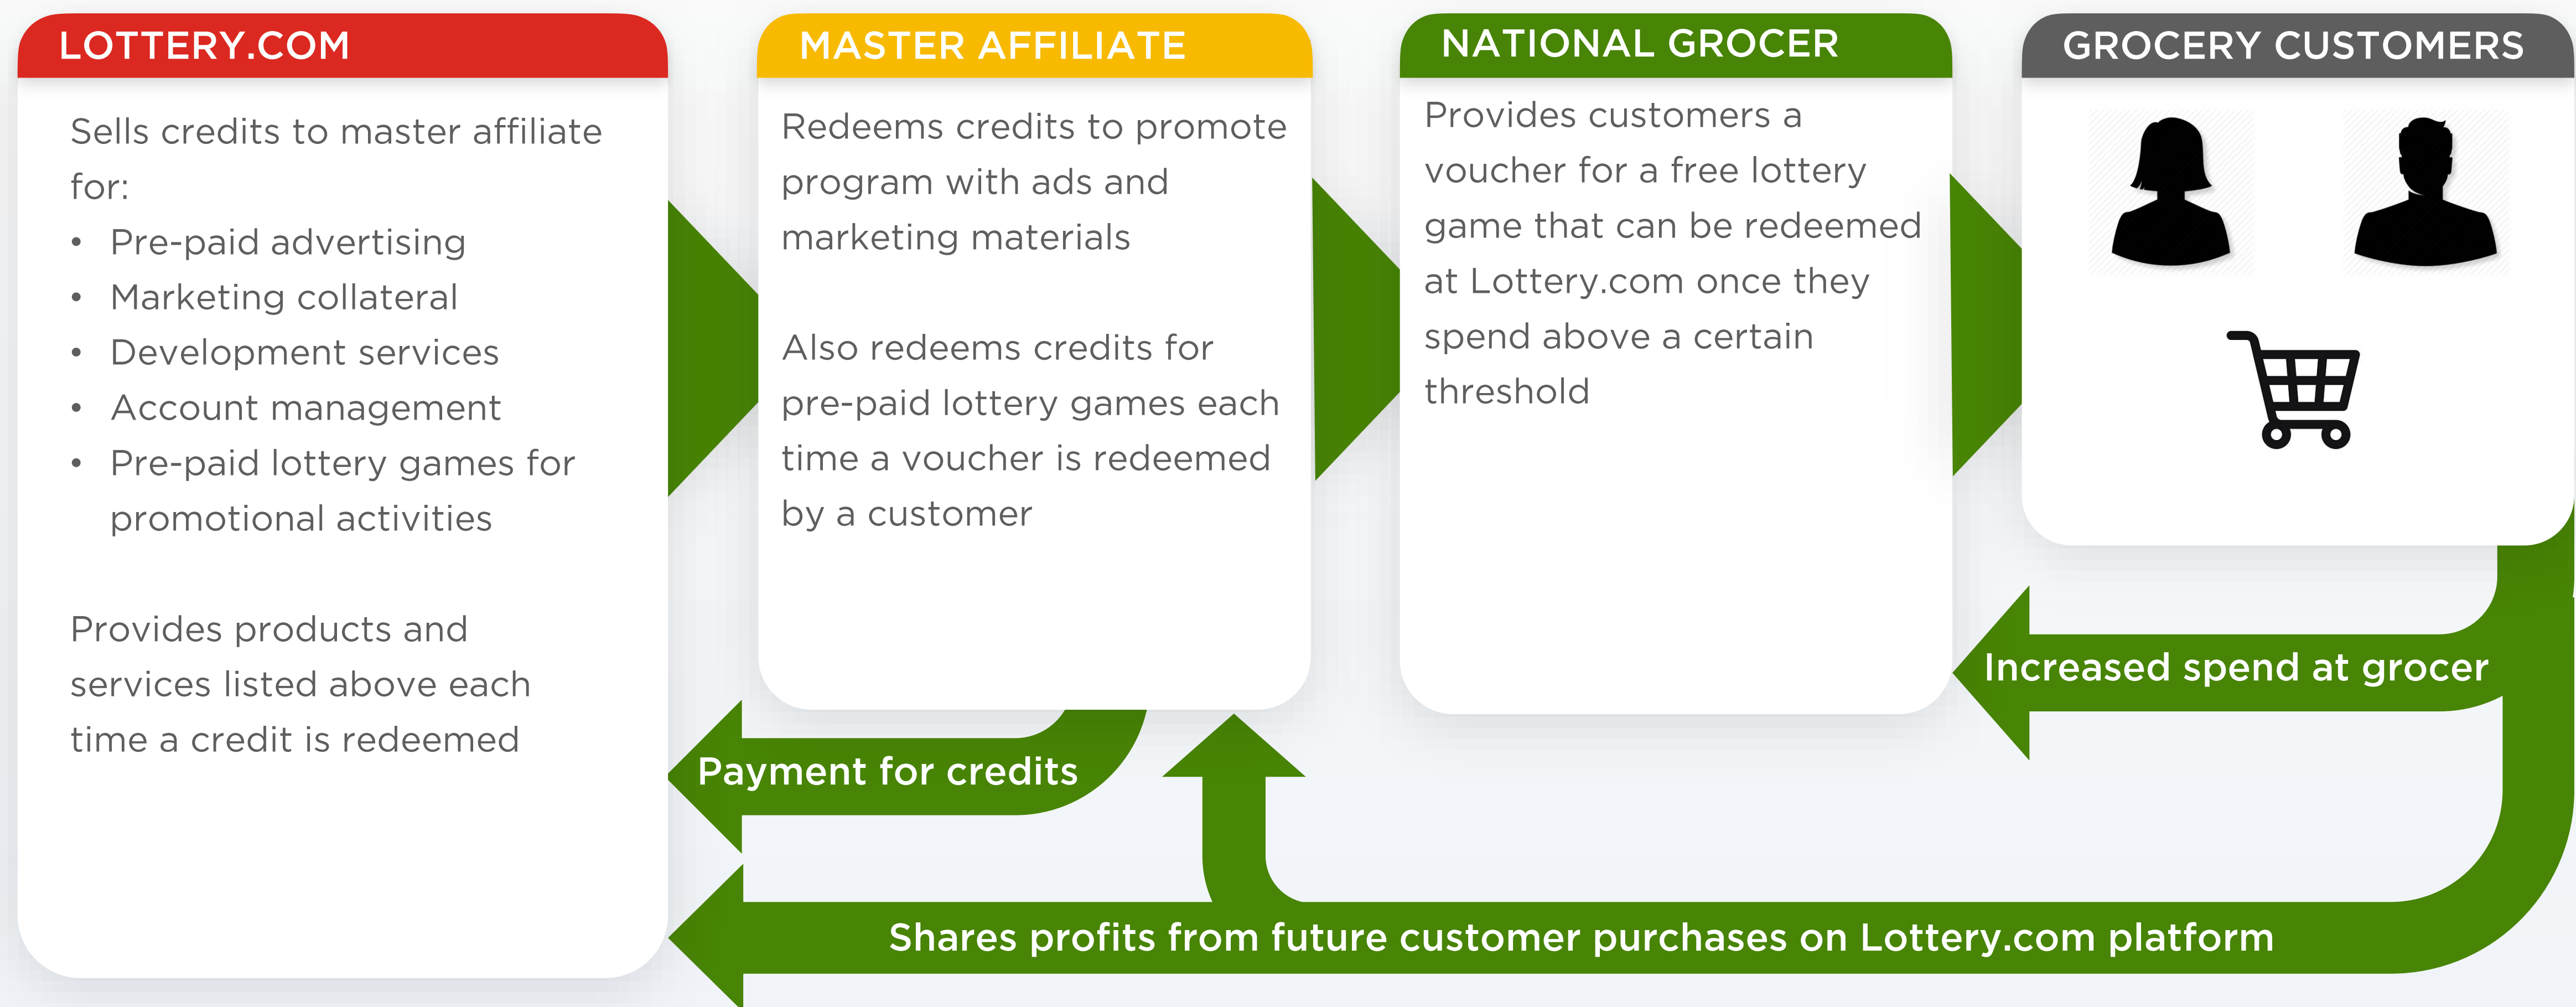 LOTTERY.COM
Sells credits to master affiliate
for:
• Pre-paid advertising
• Marketing collateral
• Development services
• Account management
• Pre-paid lottery games for
promotional activities
Provides products and
services listed above each
time a credit is redeemed
MASTER AFFILIATE
Redeems credits to promote
program with ads and
marketing materials
Also redeems credits for
pre-paid lottery games each
time a voucher is redeemed
by a customer
NATIONAL GROCER
Provides customers a
voucher for a free lottery
game that can be redeemed
at Lottery.com once they
spend above a certain
threshold
GROCERY CUSTOMERS
Increased spend at grocer
Payment for credits
Shares profits from future customer purchases on Lottery.com platform